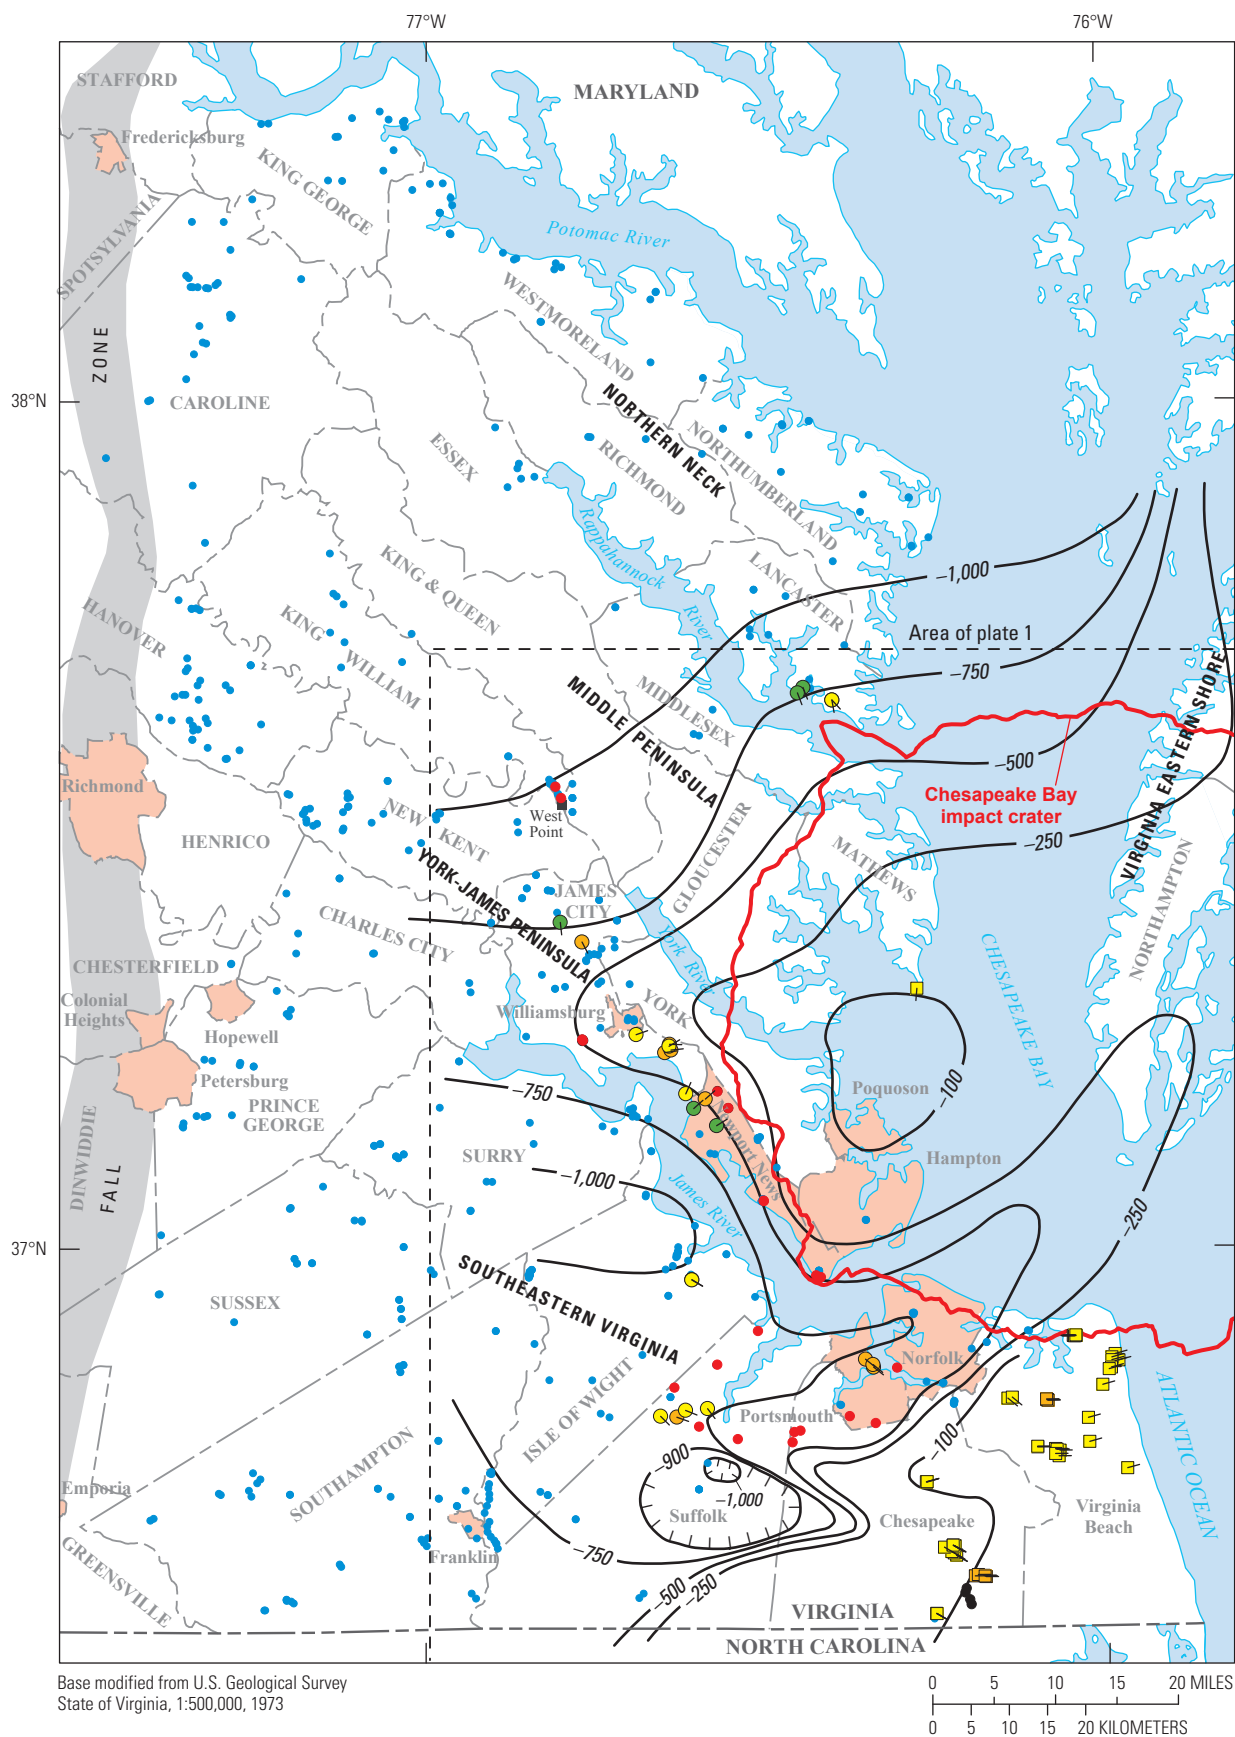 77°W
76°W
STAFFORD
MARYLAND
Fredericksburg
KING GEORGE
SPOTSYLVANIA
Potomac River
WESTMORELAND
ZONE
38°N
CAROLINE
NORTHERN NECK
ESSEX
RICHMOND
NORTHUMBERLAND
Rappahannock
River
KING & QUEEN
LANCASTER
–1,000
HANOVER
KING
WILLIAM
Area of plate 1
–750
MIDDLE PENINSULA
MIDDLESEX
VIRGINIA EASTERN SHORE
–500
Richmond
Chesapeake Bay
impact crater
West
Point
NEW
KENT
HENRICO
–250
GLOUCESTER
MATHEWS
YORK-JAMES PENINSULA
JAMES
CITY
CHARLES CITY
NORTHAMPTON
CHESAPEAKE BAY
York River
CHESTERFIELD
Colonial
Heights
Hopewell
Williamsburg
YORK
Petersburg
–750
Poquoson
–100
PRINCE
GEORGE
Newport News
DINWIDDIE
FALL
SURRY
Hampton
–1,000
James River
–250
37°N
SOUTHEASTERN VIRGINIA
SUSSEX
Norfolk
ISLE OF WIGHT
Portsmouth
ATLANTIC OCEAN
SOUTHAMPTON
–900
–100
–1,000
Emporia
Suffolk
Chesapeake
Virginia
Beach
Franklin
–750
GREENSVILLE
–500
–250
VIRGINIA
NORTH CAROLINA
Base modified from U.S. Geological Survey
State of Virginia, 1:500,000, 1973
0 5 10 15 20 MILES
0 5 10 15 20 KILOMETERS